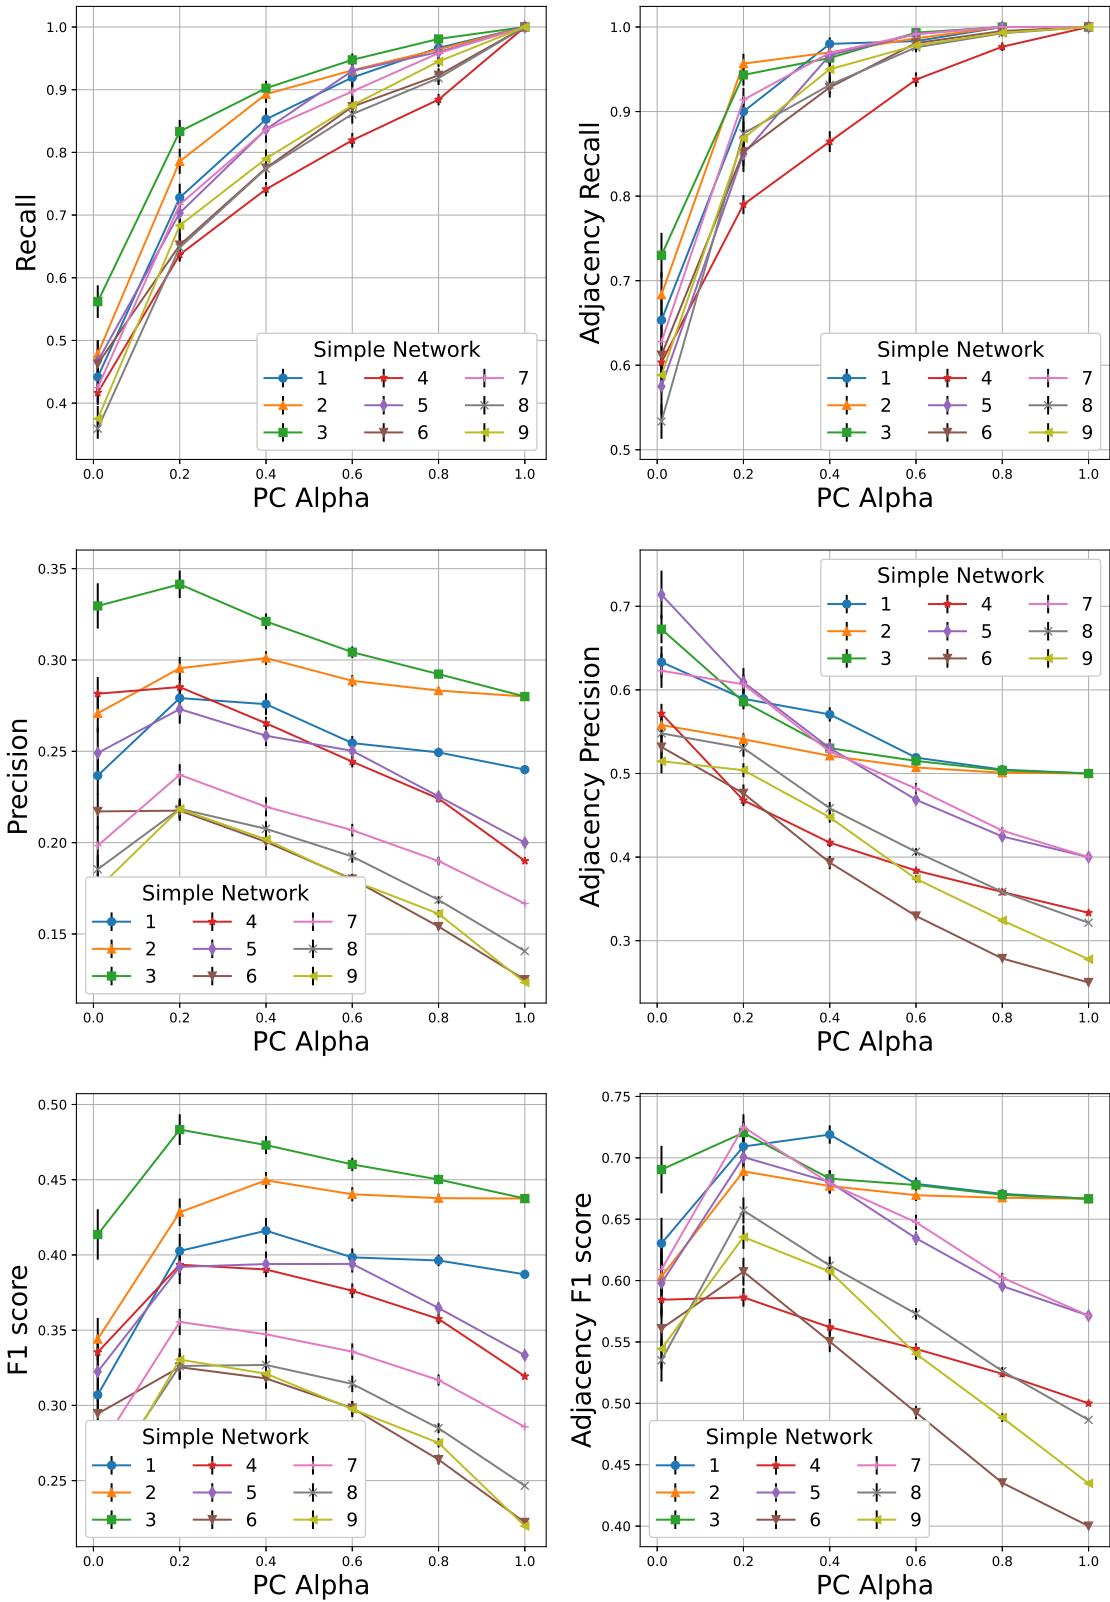 Recall
1.0
0.9
0.8
0.7
0.6
0.5
0.4
Simple Network
1 4 7
2 5 8
3 6 9
0.0 0.2 0.4 0.6 0.8 1.0
PC Alpha
Adjacency Recall
1.0
0.9
0.8
0.7
0.6
0.5
Simple Network
1 4 7
2 5 8
3 6 9
0.0 0.2 0.4 0.6 0.8 1.0
PC Alpha
Precision
0.35
0.30
0.25
0.20
0.15
Simple Network
1 4 7
2 5 8
3 6 9
0.0 0.2 0.4 0.6 0.8 1.0
PC Alpha
Adjacency Precision
0.7
0.6
0.5
0.4
0.3
Simple Network
1 4 7
2 5 8
3 6 9
0.0 0.2 0.4 0.6 0.8 1.0
PC Alpha
F1 score
0.50
0.45
0.40
0.35
0.30
0.25
Simple Network
1 4 7
2 5 8
3 6 9
0.0 0.2 0.4 0.6 0.8 1.0
PC Alpha
Adjacency F1 score
0.75
0.70
0.65
0.60
0.55
0.50
0.45
0.40
Simple Network
1 4 7
2 5 8
3 6 9
0.0 0.2 0.4 0.6 0.8 1.0
PC Alpha